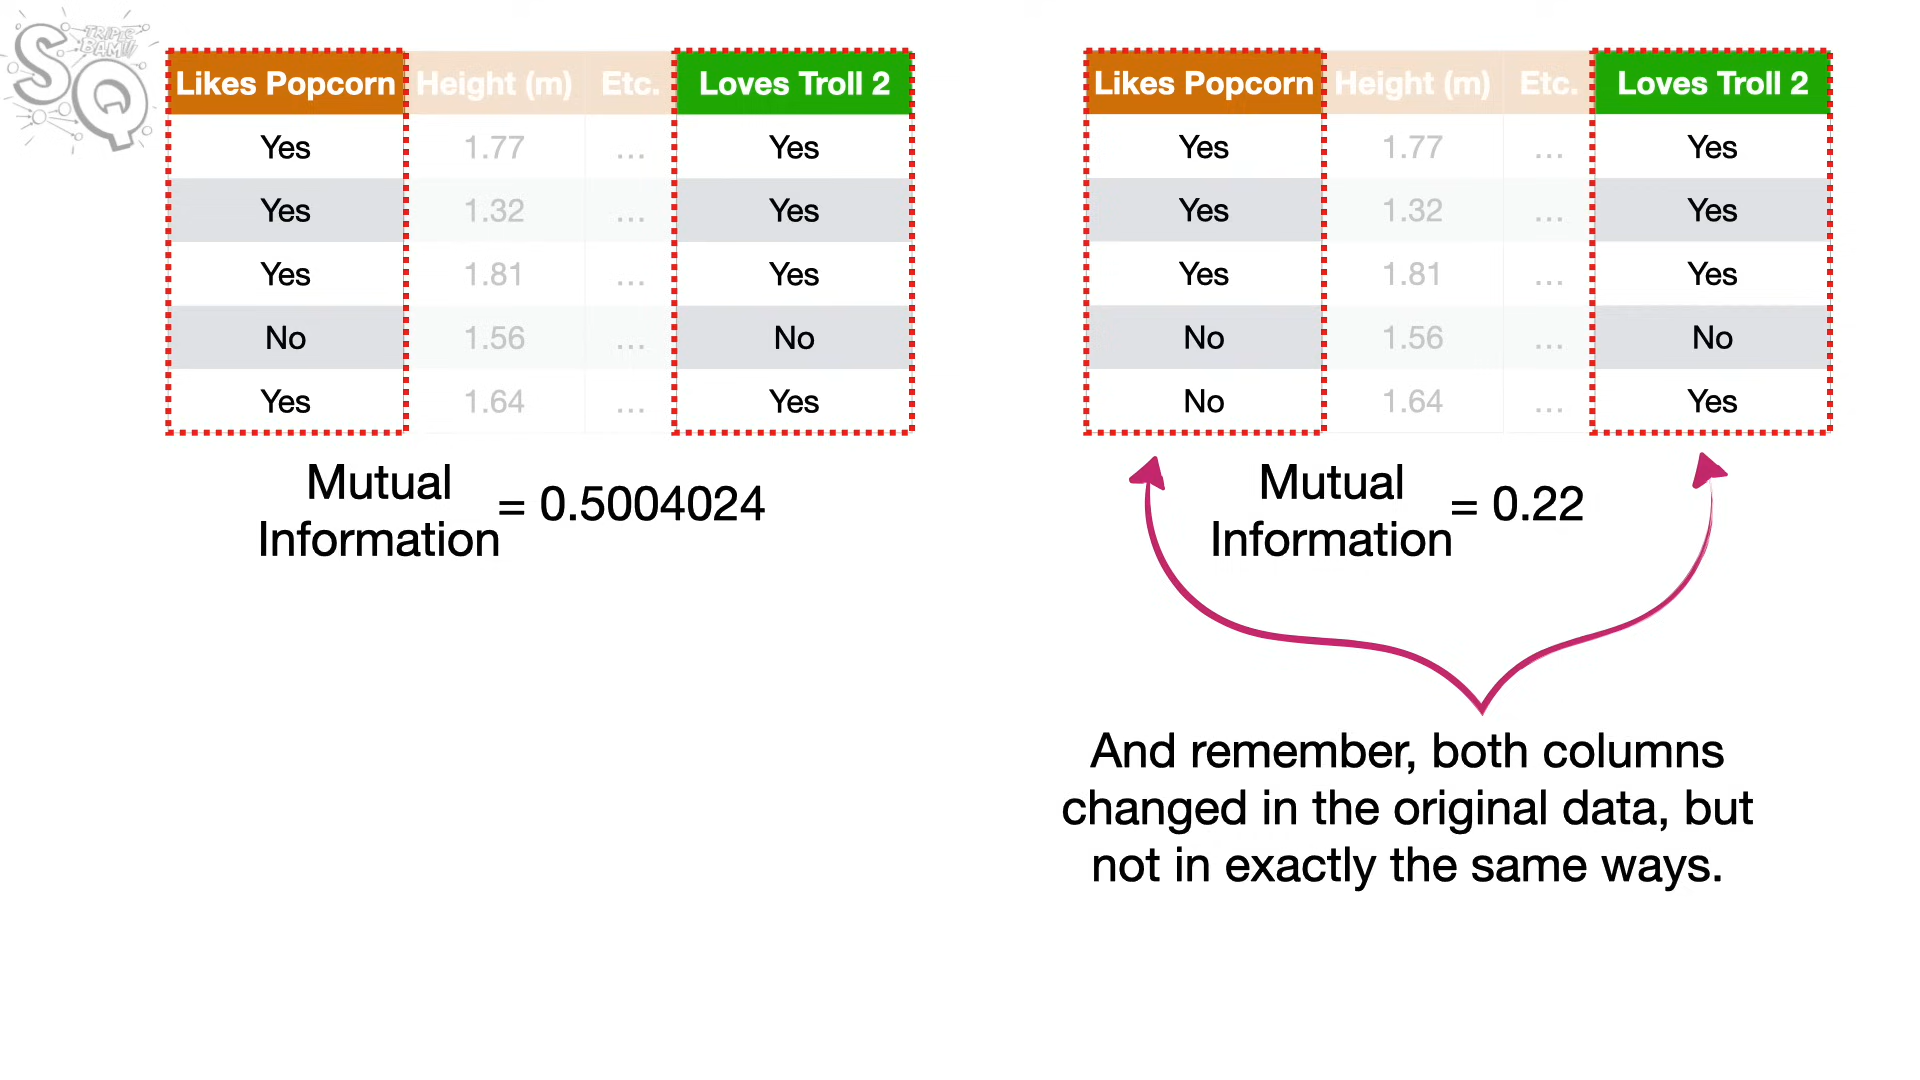 SQ
TRIPLE
BAM!!!
Likes Popcorn Height (m) Etc. Loves Troll 2
Yes 1.77 ... Yes
Yes 1.32 ... Yes
Yes 1.81 ... Yes
No 1.56 ... No
Yes 1.64 ... Yes
Mutual
Information = 0.5004024
Likes Popcorn Height (m) Etc. Loves Troll 2
Yes 1.77 ... Yes
Yes 1.32 ... Yes
Yes 1.81 ... Yes
No 1.56 ... No
No 1.64 ... Yes
Mutual
Information = 0.22
And remember, both columns
changed in the original data, but
not in exactly the same ways.